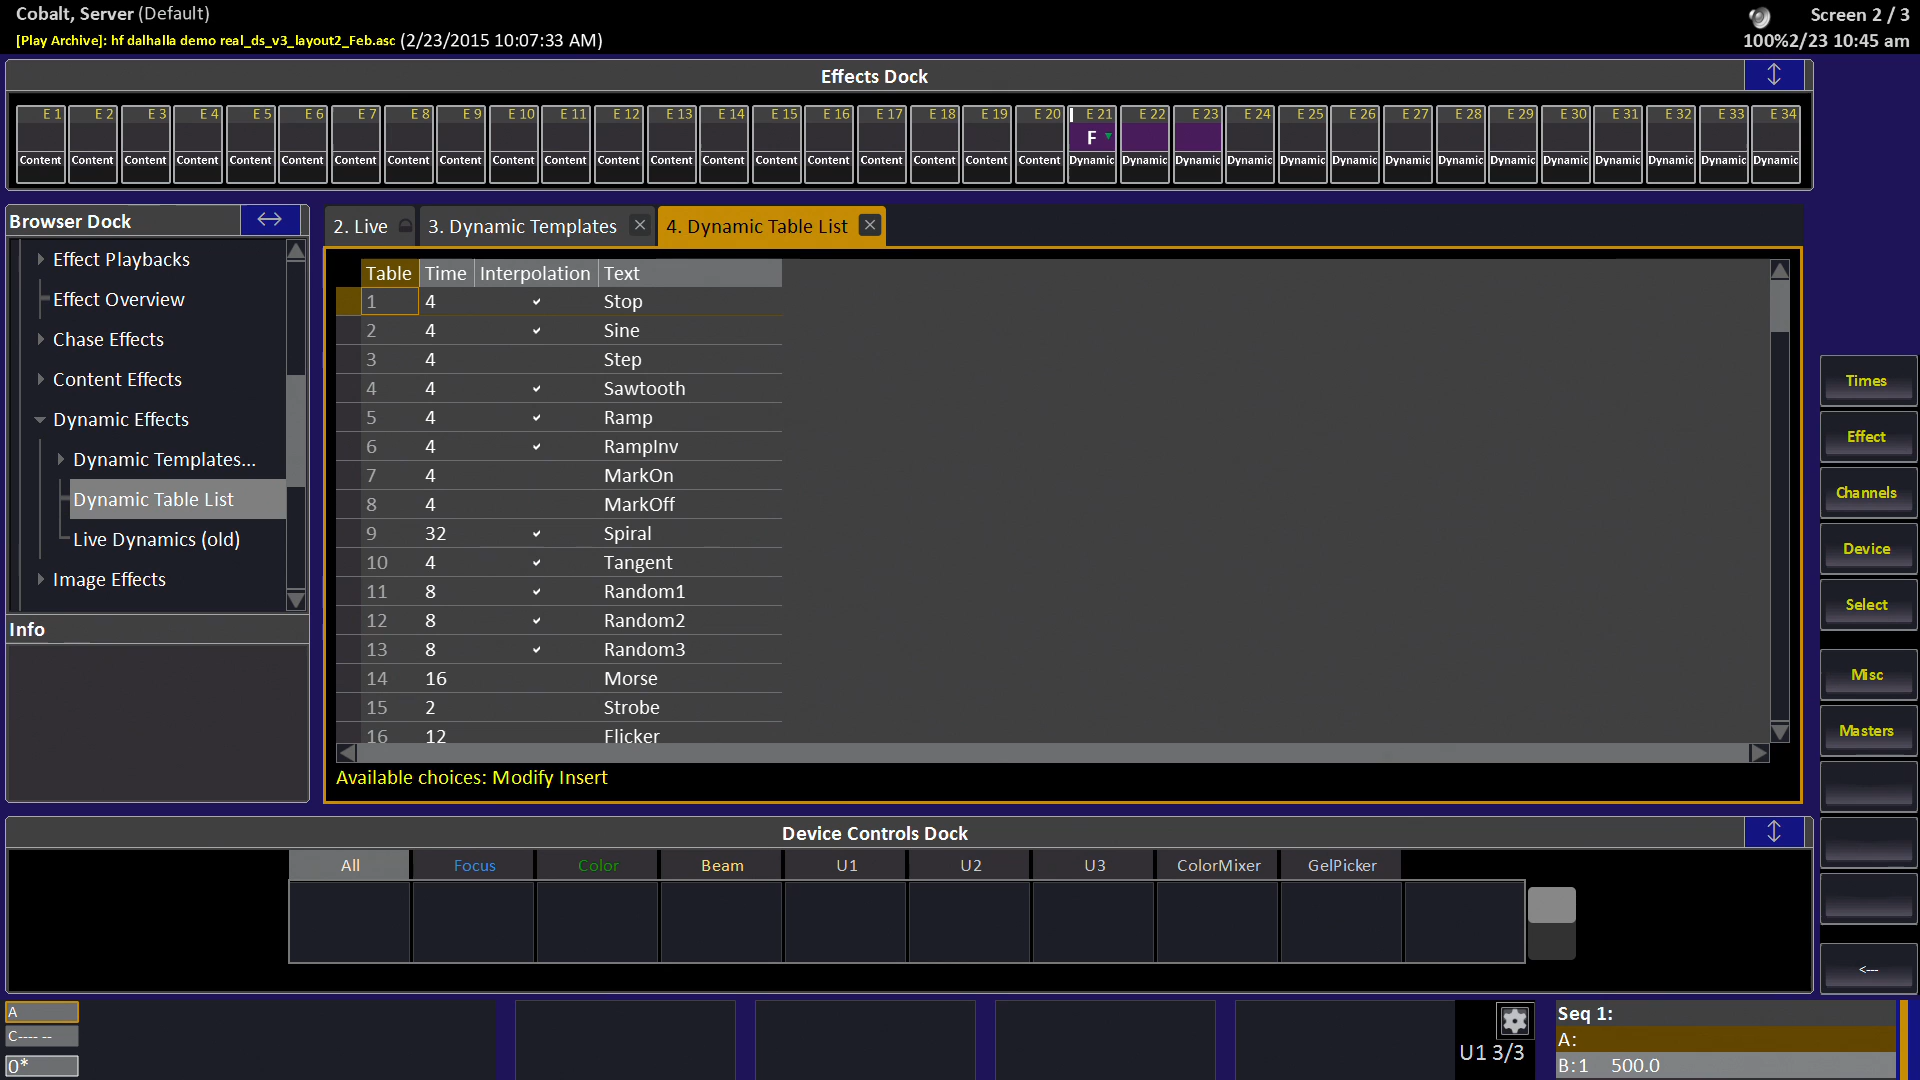 Cobalt, Server (Default)
Screen 2 / 3
[Play Archive]: hf dalhalla demo real_ds_v3_layout2_Feb.asc (2/23/2015 10:07:33 AM)
100%2/23 10:45 am
Effects Dock
E 1 E 2 E 3 E 4 E 5 E 6 E 7 E 8 E 9 E 10 E 11 E 12 E 13 E 14 E 15 E 16 E 17 E 18 E 19 E 20 E 21 E 22 E 23 E 24 E 25 E 26 E 27 E 28 E 29 E 30 E 31 E 32 E 33 E 34
F
Content Content Content Content Content Content Content Content Content Content Content Content Content Content Content Content Content Content Content Content Dynamic Dynamic Dynamic Dynamic Dynamic Dynamic Dynamic Dynamic Dynamic Dynamic Dynamic Dynamic Dynamic Dynamic
Browser Dock
Effect Playbacks
Effect Overview
Chase Effects
Content Effects
Dynamic Effects
Dynamic Templates...
Dynamic Table List
Live Dynamics (old)
Image Effects
Info
2. Live 3. Dynamic Templates 4. Dynamic Table List
Table Time Interpolation Text
1 4 Stop
2 4 Sine
3 4 Step
4 4 Sawtooth
5 4 Ramp
6 4 RampInv
7 4 MarkOn
8 4 MarkOff
9 32 Spiral
10 4 Tangent
11 8 Random1
12 8 Random2
13 8 Random3
14 16 Morse
15 2 Strobe
16 12 Flicker
Available choices: Modify Insert
Times
Effect
Channels
Device
Select
Misc
Masters
<---
Device Controls Dock
All Focus Color Beam U1 U2 U3 ColorMixer GelPicker
A
C---- --
0*
U1 3/3
Seq 1:
A:
B:1 500.0